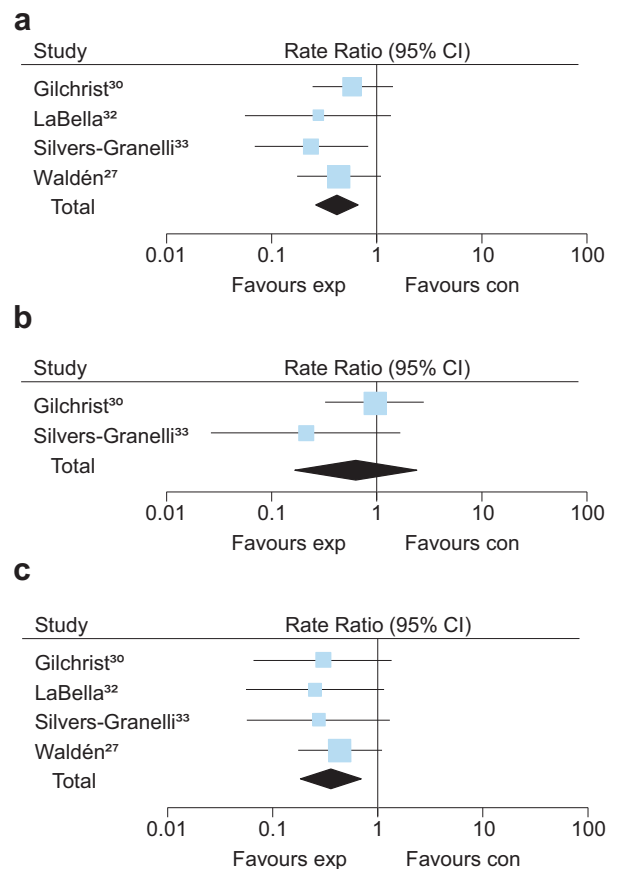 a
Study Rate Ratio (95% CI)
Gilchrist³⁰
LaBella³²
Silvers-Granelli³³
Waldén²⁷
Total
0.01 0.1 1 10 100
Favours exp Favours con
b
Study Rate Ratio (95% CI)
Gilchrist³⁰
Silvers-Granelli³³
Total
0.01 0.1 1 10 100
Favours exp Favours con
c
Study Rate Ratio (95% CI)
Gilchrist³⁰
LaBella³²
Silvers-Granelli³³
Waldén²⁷
Total
0.01 0.1 1 10 100
Favours exp Favours con